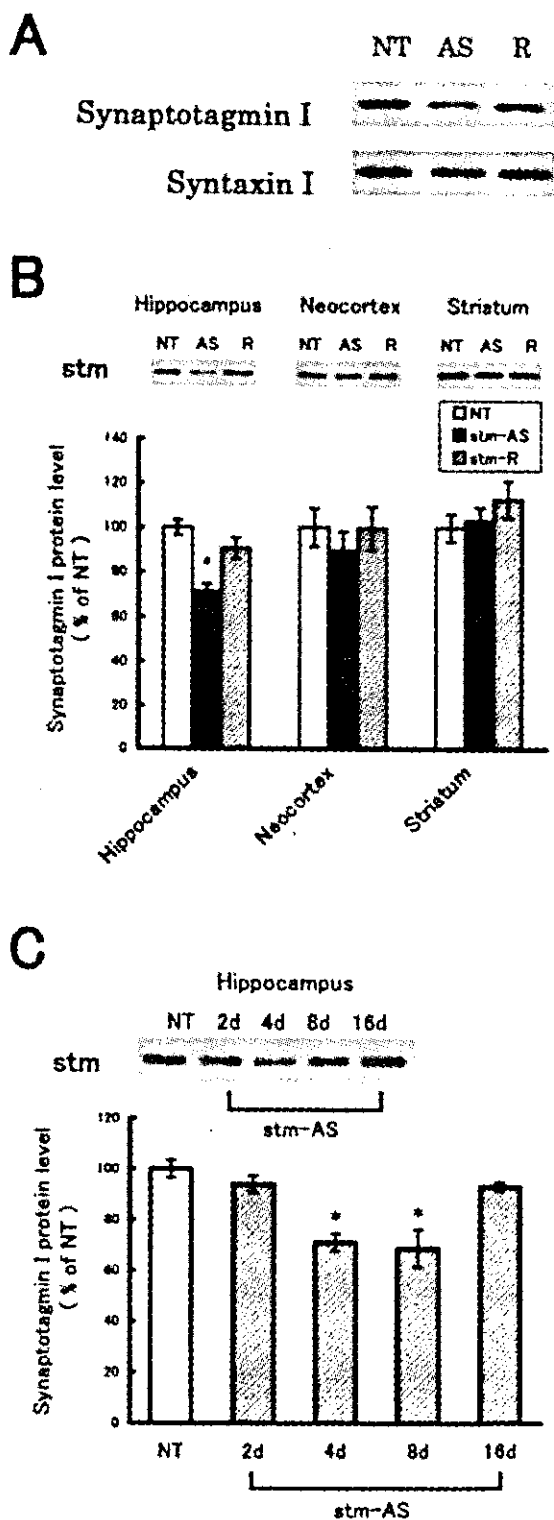 A
NT AS R
Synaptotagmin I
Syntaxin I
B
Hippocampus Neocortex Striatum
NT AS R NT AS R NT AS R
stm
NT
stm-AS
stm-R
Synaptotagmin I protein level
( % of NT )
140
120
100
80
60
40
20
0
*
Hippocampus
Neocortex
Striatum
C
Hippocampus
NT 2d 4d 8d 16d
stm
stm-AS
Synaptotagmin I protein level
( % of NT )
120
100
80
60
40
20
0
* *
NT 2d 4d 8d 16d
stm-AS